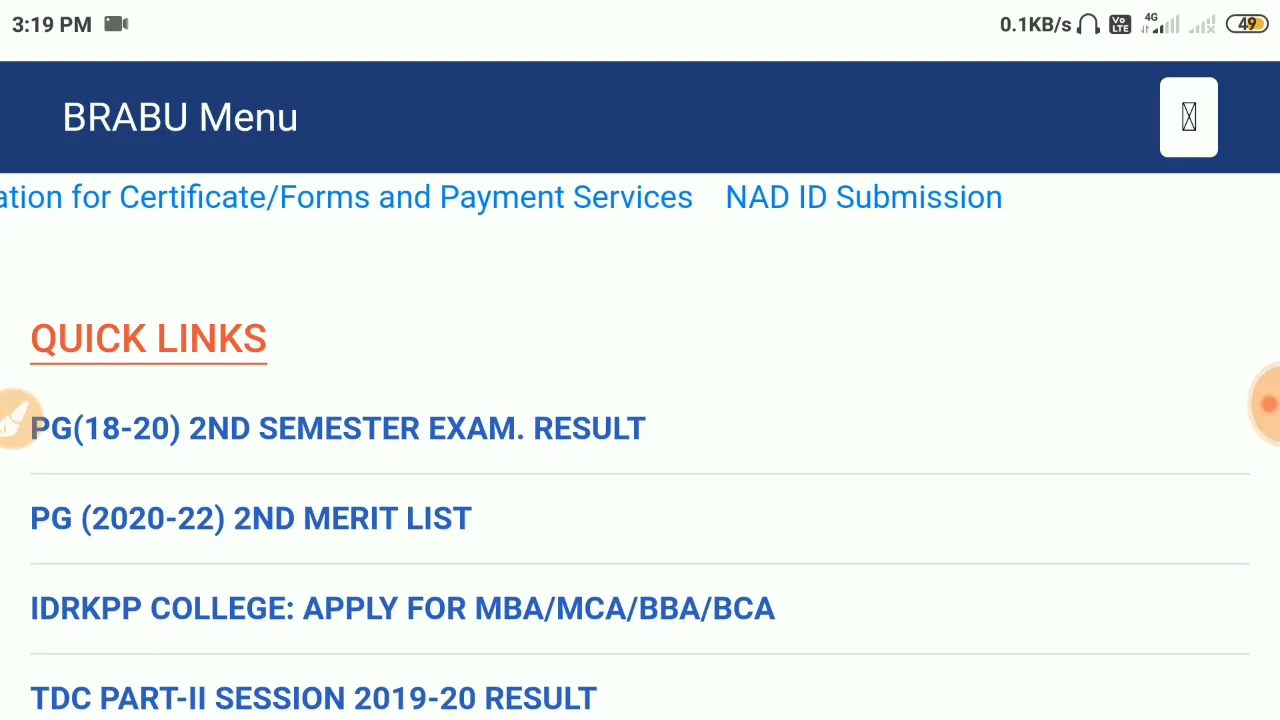 3:19 PM
0.1KB/s Vo LTE 4G 49
BRABU Menu
ation for Certificate/Forms and Payment Services NAD ID Submission
QUICK LINKS
PG(18-20) 2ND SEMESTER EXAM. RESULT
PG (2020-22) 2ND MERIT LIST
IDRKPP COLLEGE: APPLY FOR MBA/MCA/BBA/BCA
TDC PART-II SESSION 2019-20 RESULT